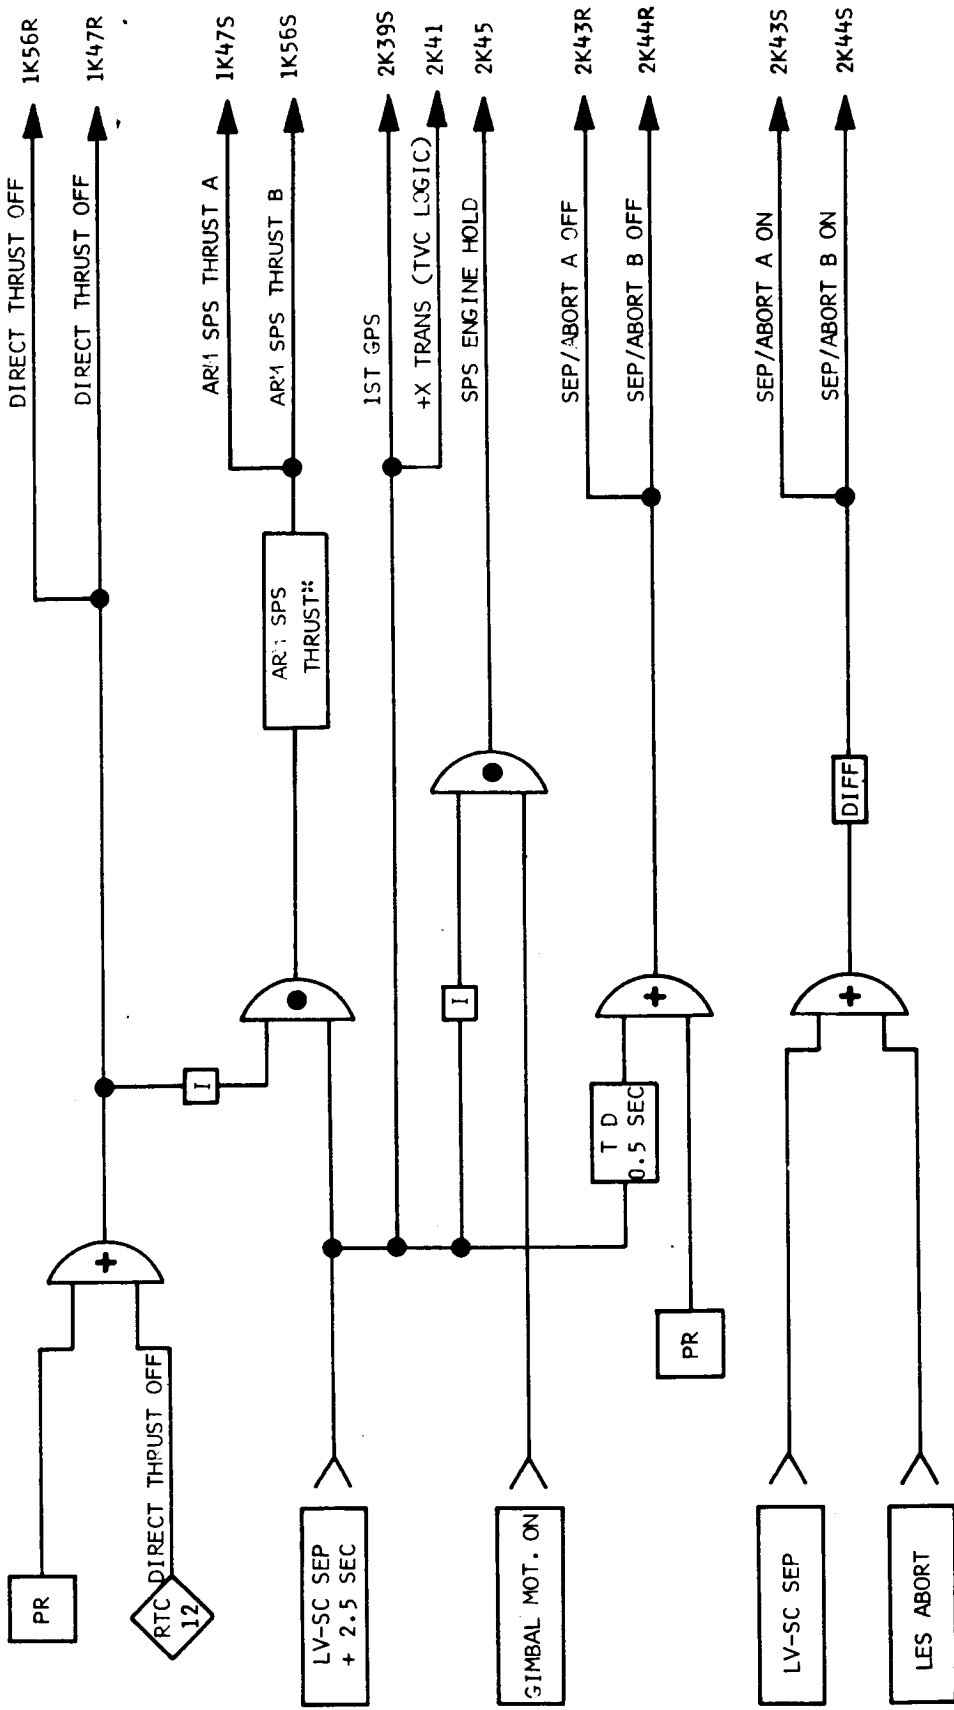 DIRECT THRUST OFF 1K56R
DIRECT THRUST OFF 1K47R
PR
+
RTC
12
DIRECT THRUST OFF
I
ARM SPS THRUST A 1K47S
ARM SPS THRUST B 1K56S
ARM SPS
THRUST*
LV-SC SEP
+ 2.5 SEC
1ST GPS 2K39S
+X TRANS (TVC LOGIC) 2K41
SPS ENGINE HOLD 2K45
I
GIMBAL MOT. ON
SEP/ABORT A OFF 2K43R
SEP/ABORT B OFF 2K44R
T D
0.5 SEC
+
PR
SEP/ABORT A ON 2K43S
SEP/ABORT B ON 2K44S
DIFF
+
LV-SC SEP
LES ABORT